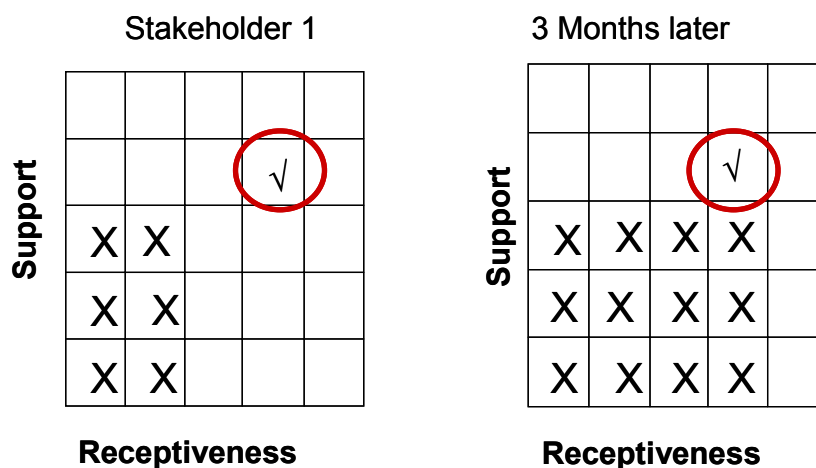 Stakeholder 1
3 Months later
Support
√
X X
X X
X X
Receptiveness
Support
√
X X X X
X X X X
X X X X
Receptiveness